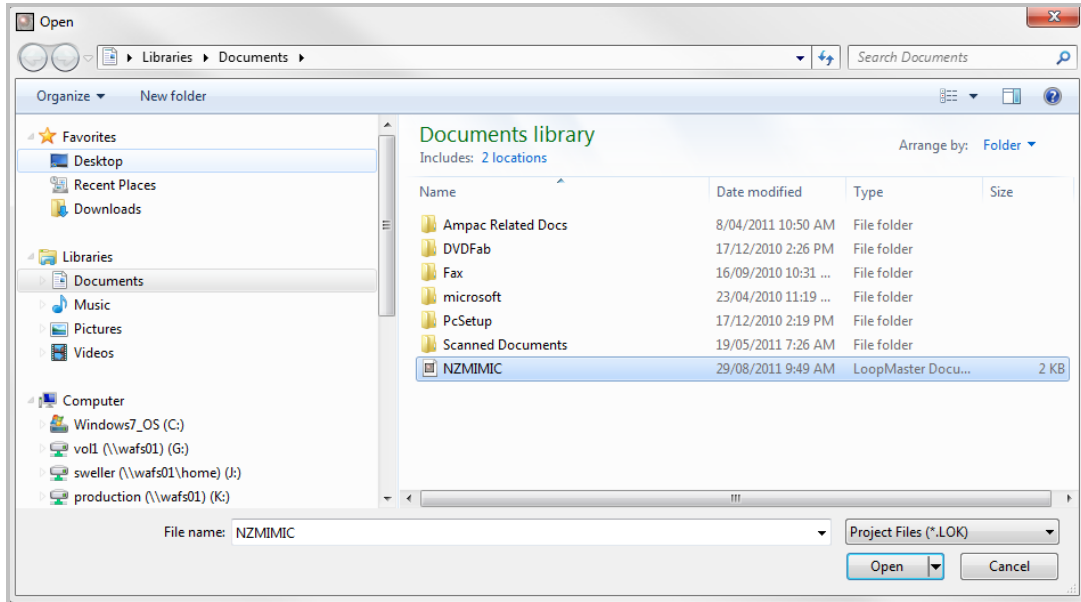 Open
Libraries Documents
Search Documents
Organize New folder
Favorites
Desktop
Recent Places
Downloads
Libraries
Documents
Music
Pictures
Videos
Computer
Windows7_OS (C:)
vol1 (\\wafs01) (G:)
sweller (\\wafs01\home) (J:)
production (\\wafs01) (K:)
Documents library
Includes: 2 locations
Arrange by: Folder
Name Date modified Type Size
Ampac Related Docs 8/04/2011 10:50 AM File folder
DVDFab 17/12/2010 2:26 PM File folder
Fax 16/09/2010 10:31 ... File folder
microsoft 23/04/2010 11:19 ... File folder
PcSetup 17/12/2010 2:19 PM File folder
Scanned Documents 19/05/2011 7:26 AM File folder
NZMIMIC 29/08/2011 9:49 AM LoopMaster Docu... 2 KB
File name: NZMIMIC Project Files (*.LOK)
Open Cancel